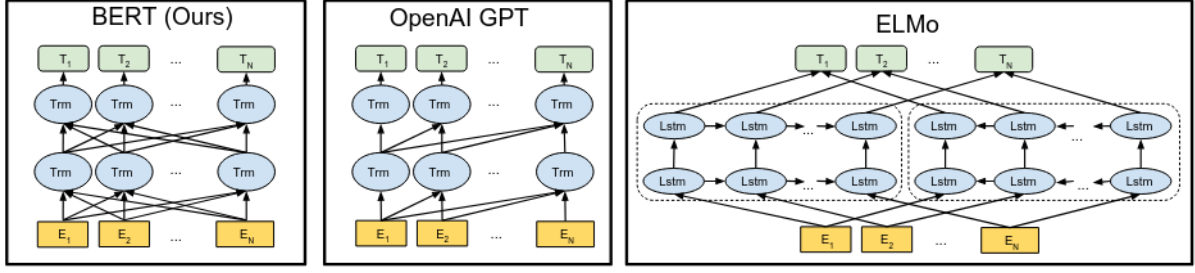 BERT (Ours)
T1 T2 ... TN
Trm Trm ... Trm
Trm Trm ... Trm
E1 E2 ... EN
OpenAI GPT
T1 T2 ... TN
Trm Trm ... Trm
Trm Trm ... Trm
E1 E2 ... EN
ELMo
T1 T2 ... TN
Lstm Lstm ... Lstm Lstm Lstm ... Lstm
Lstm Lstm ... Lstm Lstm Lstm ... Lstm
E1 E2 ... EN